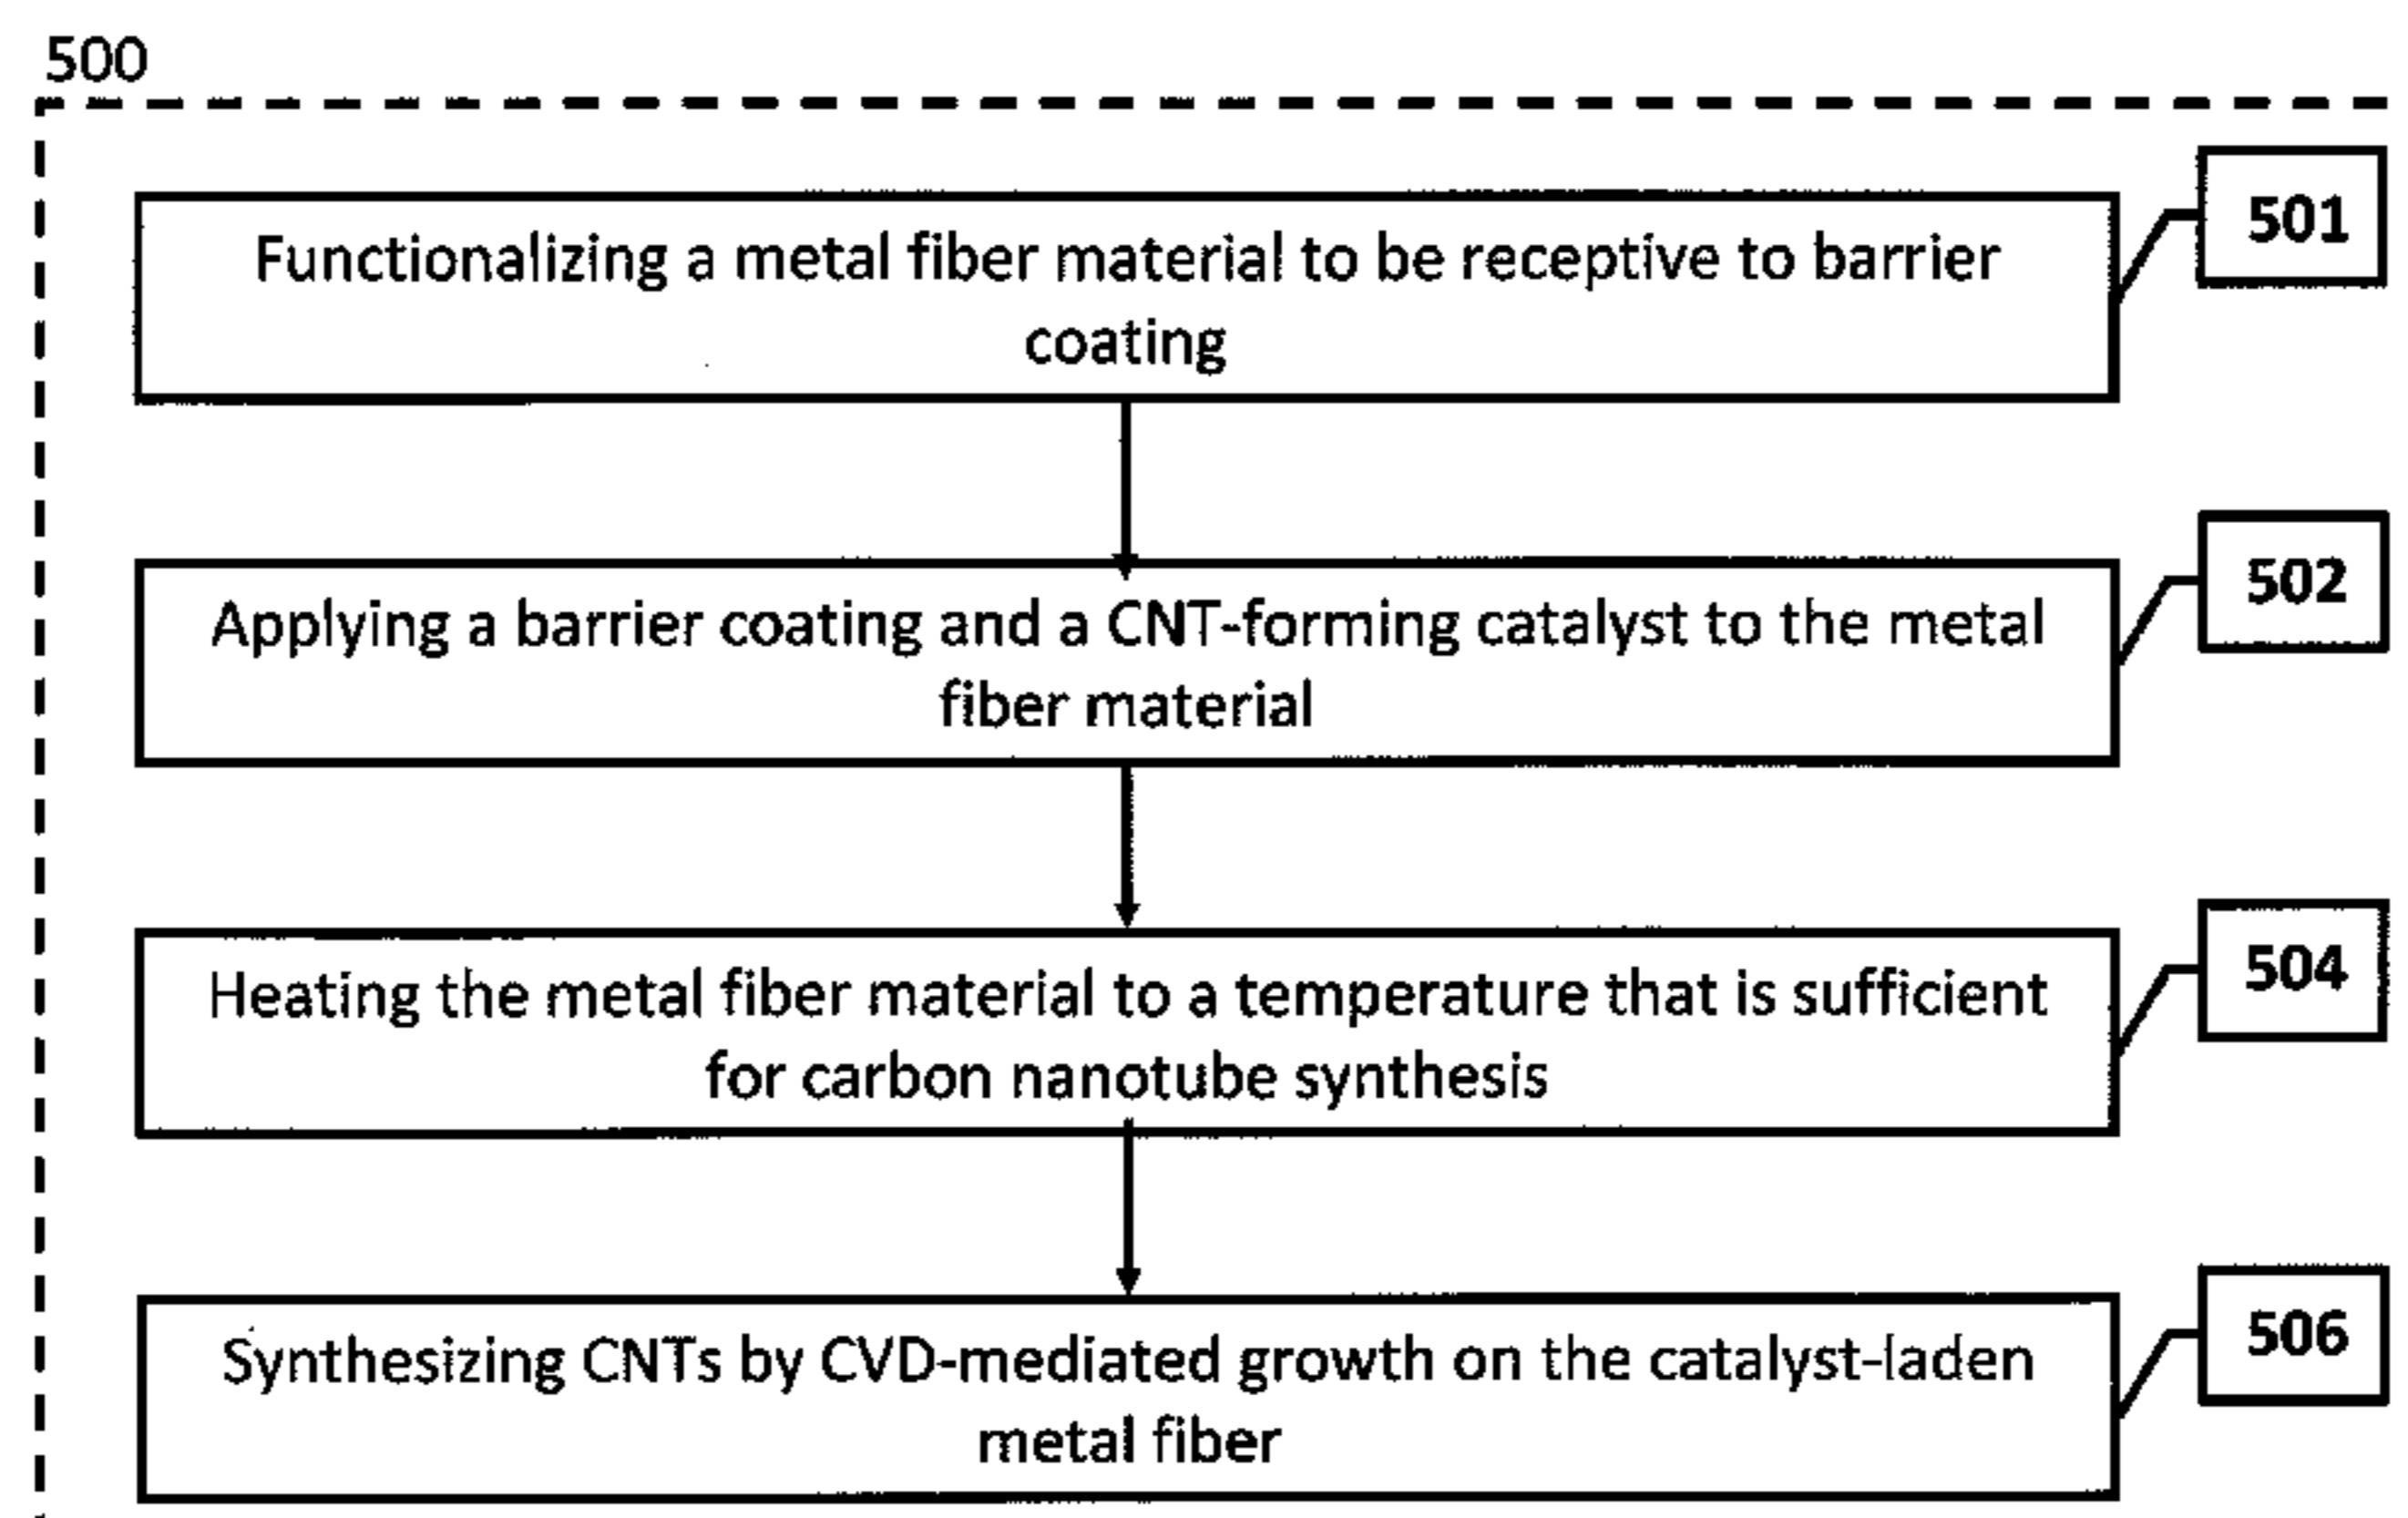 500
501
Functionalizing a metal fiber material to be receptive to barrier
coating
502
Applying a barrier coating and a CNT-forming catalyst to the metal
fiber material
504
Heating the metal fiber material to a temperature that is sufficient
for carbon nanotube synthesis
506
Synthesizing CNTs by CVD-mediated growth on the catalyst-laden
metal fiber